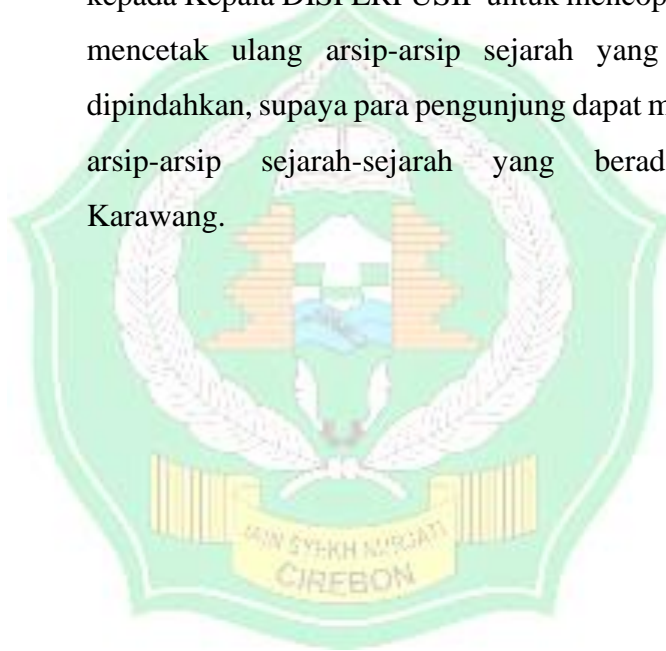 kepada Kepala DISPERPUSIP untuk mencop
mencetak ulang arsip-arsip sejarah yang
dipindahkan, supaya para pengunjung dapat m
arsip-arsip sejarah-sejarah yang berad
Karawang.
IAIN SYEKH NURJATI
CIREBON